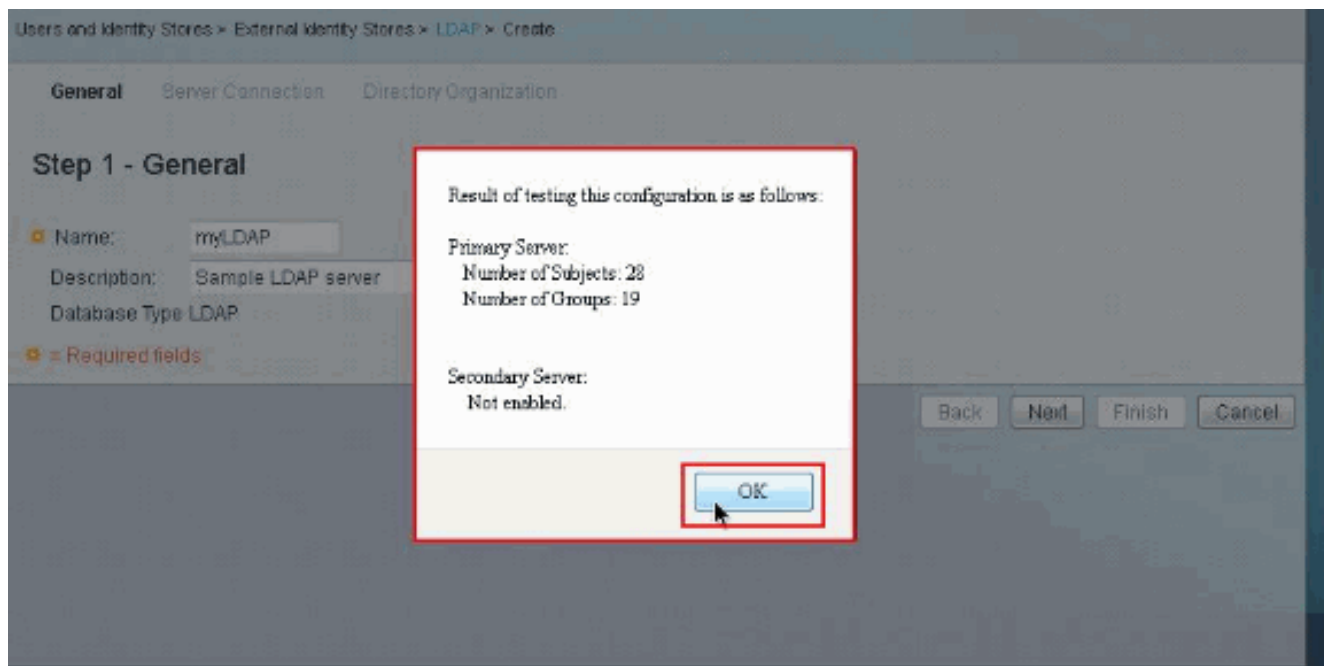 Users and Identity Stores > External Identity Stores > LDAP > Create
General Server Connection Directory Organization
Step 1 - General
Name: myLDAP
Description: Sample LDAP server
Database Type LDAP
= Required fields
Result of testing this configuration is as follows:
Primary Server:
Number of Subjects: 28
Number of Groups: 19
Secondary Server:
Not enabled.
OK
Back Next Finish Cancel